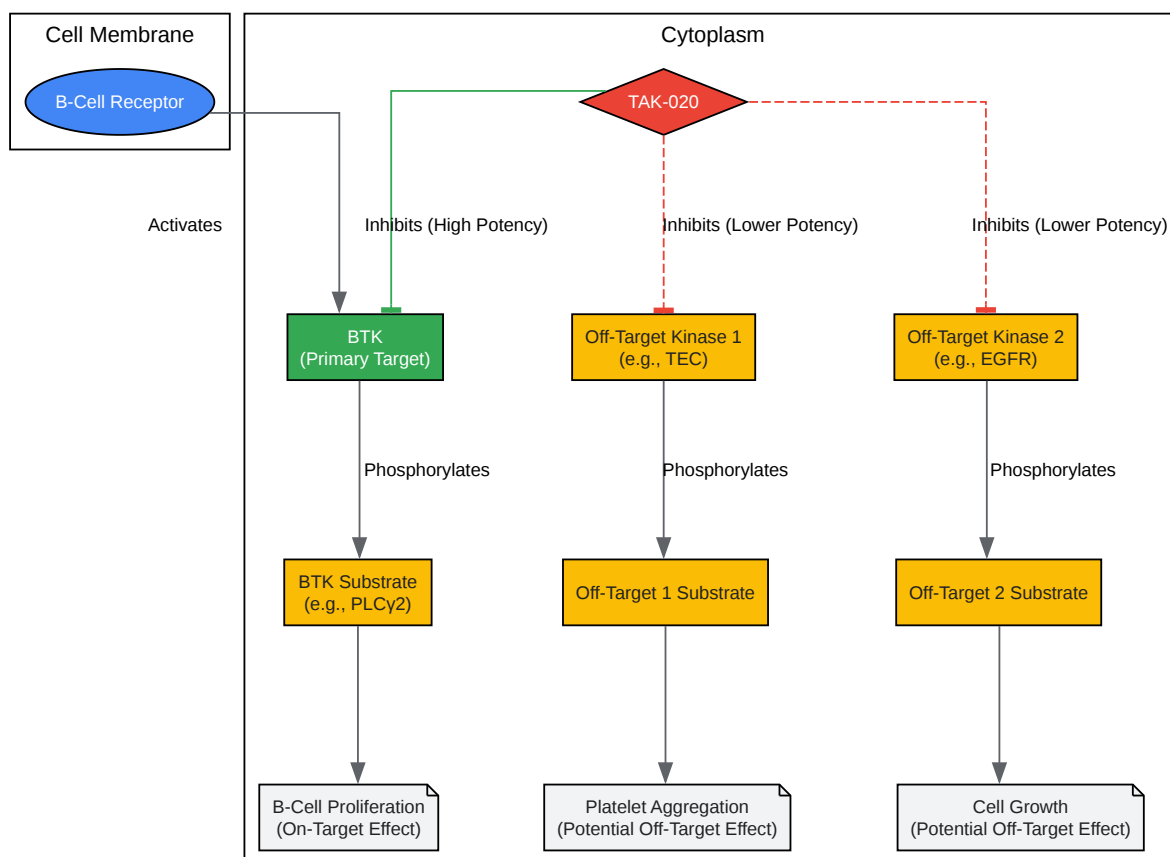 Cell Membrane
Cytoplasm
B-Cell Receptor
TAK-020
Activates
Inhibits (High Potency)
Inhibits (Lower Potency)
Inhibits (Lower Potency)
BTK
(Primary Target)
Off-Target Kinase 1
(e.g., TEC)
Off-Target Kinase 2
(e.g., EGFR)
Phosphorylates
Phosphorylates
Phosphorylates
BTK Substrate
(e.g., PLCγ2)
Off-Target 1 Substrate
Off-Target 2 Substrate
B-Cell Proliferation
(On-Target Effect)
Platelet Aggregation
(Potential Off-Target Effect)
Cell Growth
(Potential Off-Target Effect)